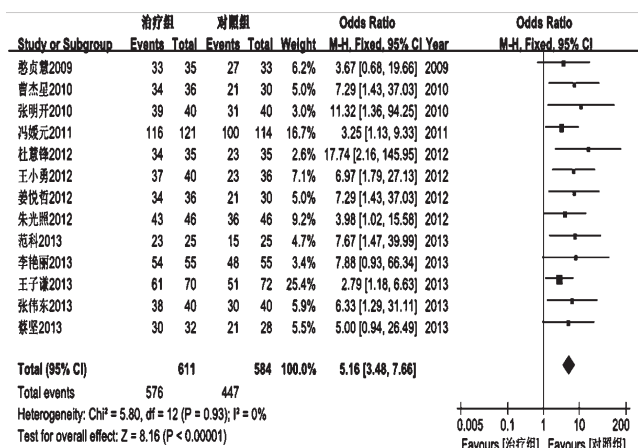 治疗组 对照组 Odds Ratio Odds Ratio
Study or Subgroup Events Total Events Total Weight M-H, Fixed, 95% CI Year M-H, Fixed, 95% CI
憨贞慧2009 33 35 27 33 6.2% 3.67 [0.68, 19.66] 2009
曹杰星2010 34 36 21 30 5.2% 7.29 [1.43, 37.03] 2010
张明开2010 39 40 31 40 3.2% 11.32 [1.36, 94.25] 2010
冯媛元2011 116 121 100 114 16.7% 3.25 [1.13, 9.33] 2011
杜慧锋2012 34 35 23 35 2.6% 17.74 [2.16, 145.95] 2012
王小勇2012 37 40 23 36 7.1% 6.97 [1.79, 27.13] 2012
姜悦哲2012 34 36 21 30 5.2% 7.29 [1.43, 37.03] 2012
朱光照2012 43 46 36 46 9.2% 3.98 [1.02, 15.58] 2012
范科2013 23 25 15 25 4.5% 7.67 [1.47, 39.99] 2013
李艳丽2013 54 55 48 55 3.5% 7.88 [0.93, 66.34] 2013
王子谦2013 61 70 51 72 25.4% 2.79 [1.18, 6.63] 2013
张伟东2013 38 40 30 40 5.8% 6.33 [1.29, 31.11] 2013
蔡坚2013 30 32 21 28 5.5% 5.00 [0.94, 26.49] 2013
Total (95% CI) 611 584 100.0% 5.16 [3.48, 7.66]
Total events 576 447
Heterogeneity: Chi² = 5.80, df = 12 (P = 0.93); I² = 0%
Test for overall effect: Z = 8.16 (P < 0.00001)
0.005 0.1 1 10 200
Favours [治疗组] Favours [对照组]